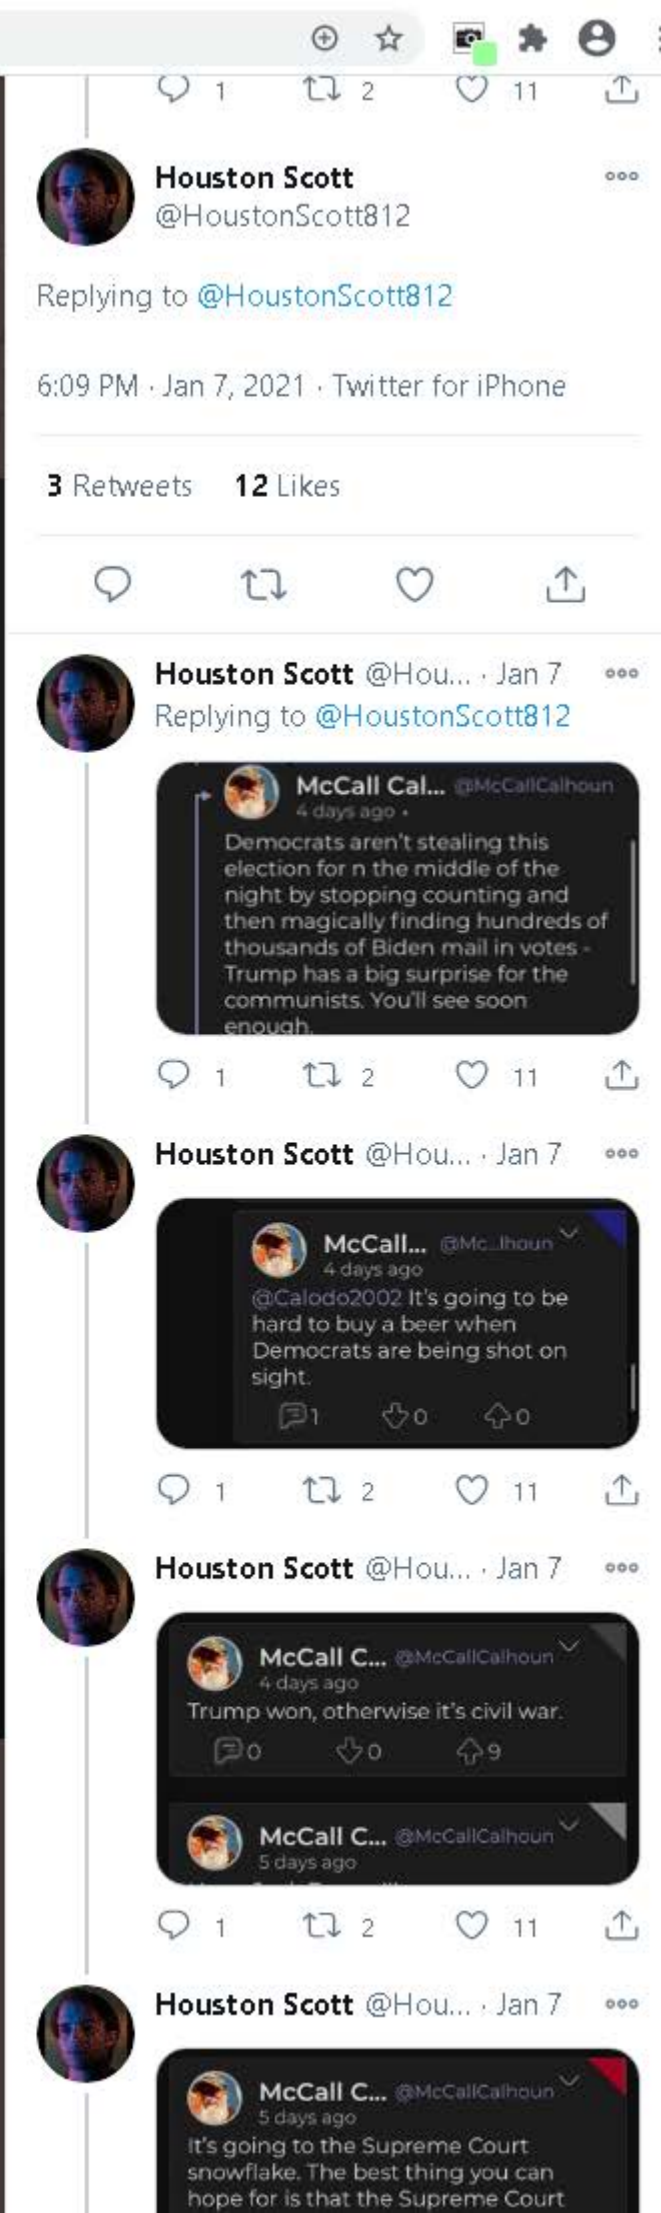 1 2 11
Houston Scott
@HoustonScott812
Replying to @HoustonScott812
6:09 PM · Jan 7, 2021 · Twitter for iPhone
3 Retweets 12 Likes
Houston Scott @Hou... · Jan 7
Replying to @HoustonScott812
McCall Cal... @McCallCalhoun
4 days ago •
Democrats aren't stealing this
election for n the middle of the
night by stopping counting and
then magically finding hundreds of
thousands of Biden mail in votes -
Trump has a big surprise for the
communists. You'll see soon
enough.
1 2 11
Houston Scott @Hou... · Jan 7
McCall... @Mc...lhoun
4 days ago
@Calodo2002 It's going to be
hard to buy a beer when
Democrats are being shot on
sight.
1 0 0
1 2 11
Houston Scott @Hou... · Jan 7
McCall C... @McCallCalhoun
4 days ago
Trump won, otherwise it's civil war.
0 0 9
McCall C... @McCallCalhoun
5 days ago
1 2 11
Houston Scott @Hou... · Jan 7
McCall C... @McCallCalhoun
5 days ago
It's going to the Supreme Court
snowflake. The best thing you can
hope for is that the Supreme Court